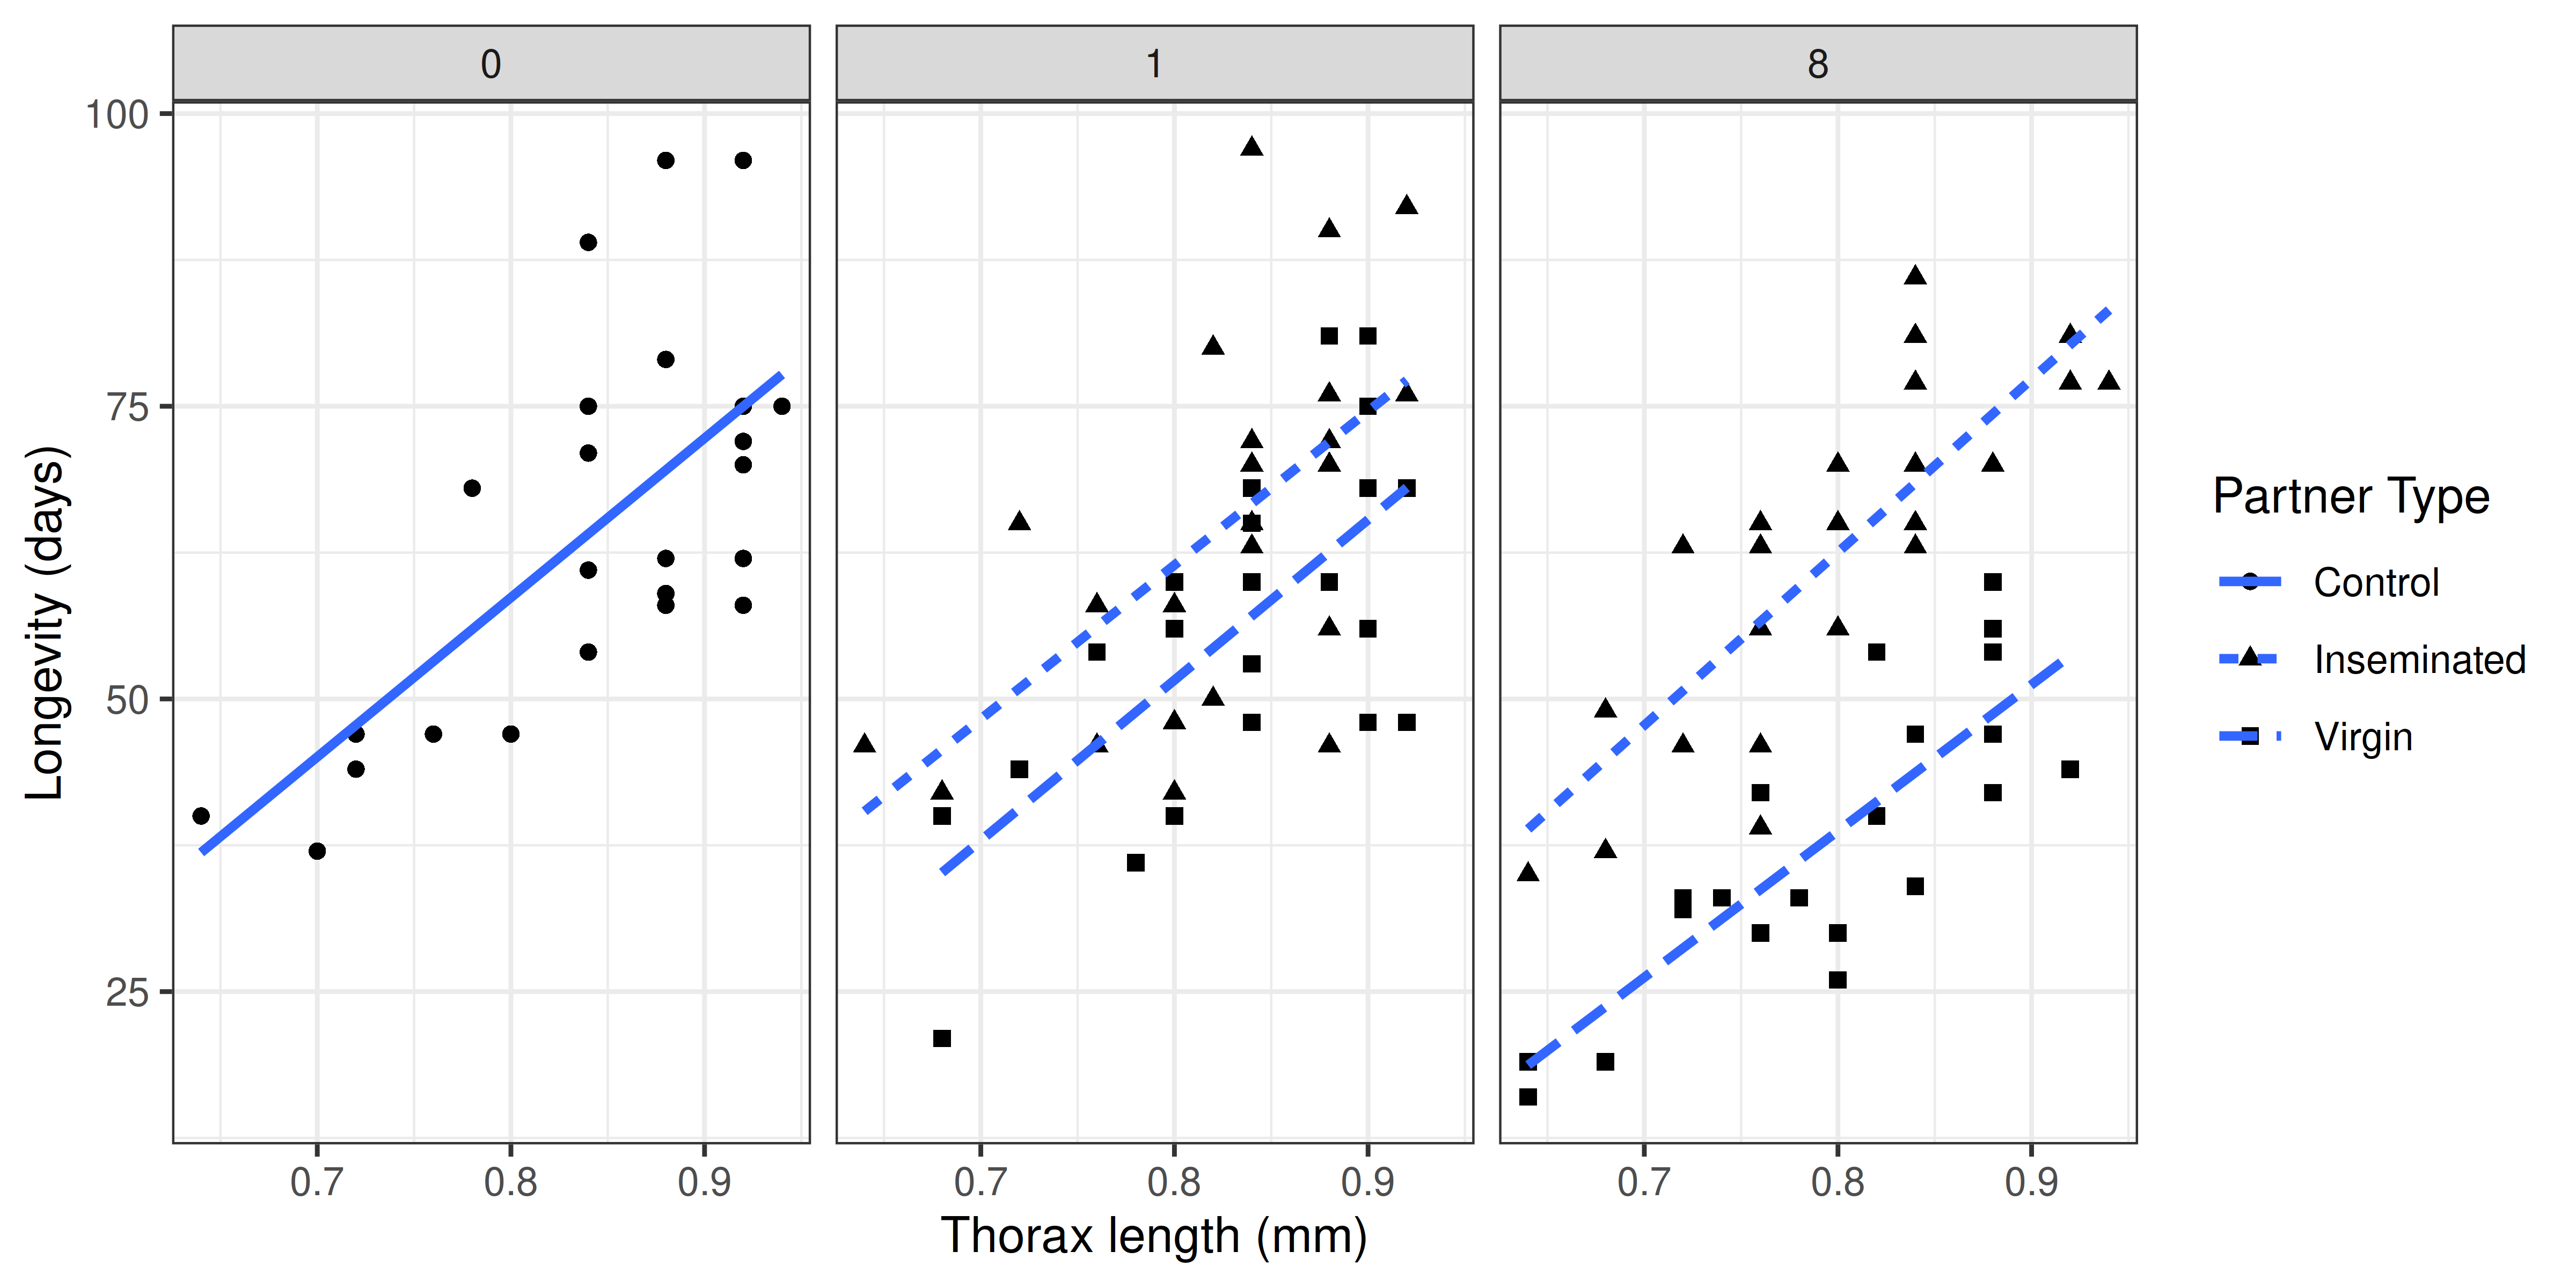 0 1 8
100
75
50
25
Longevity (days)
0.7 0.8 0.9 0.7 0.8 0.9 0.7 0.8 0.9
Thorax length (mm)
Partner Type
Control
Inseminated
Virgin